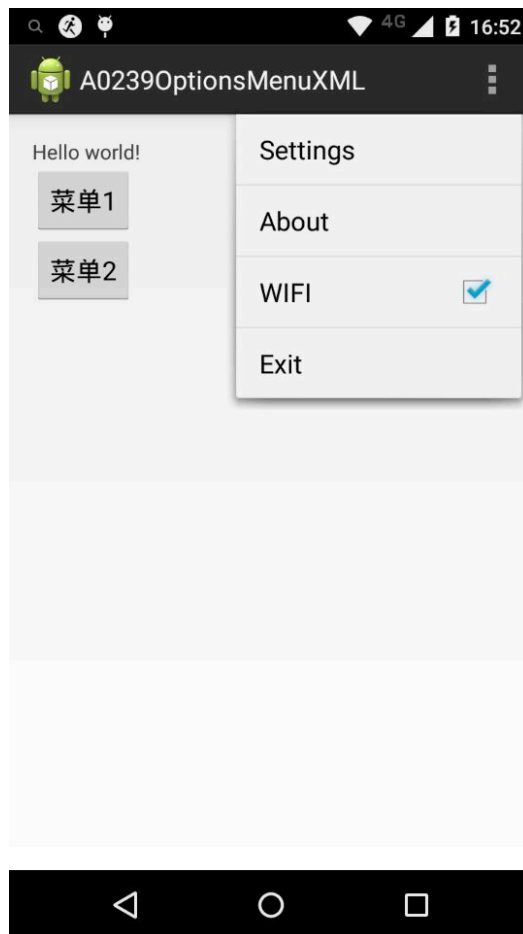 4G 16:52
A0239OptionsMenuXML
Hello world!
菜单1
菜单2
Settings
About
WIFI
Exit